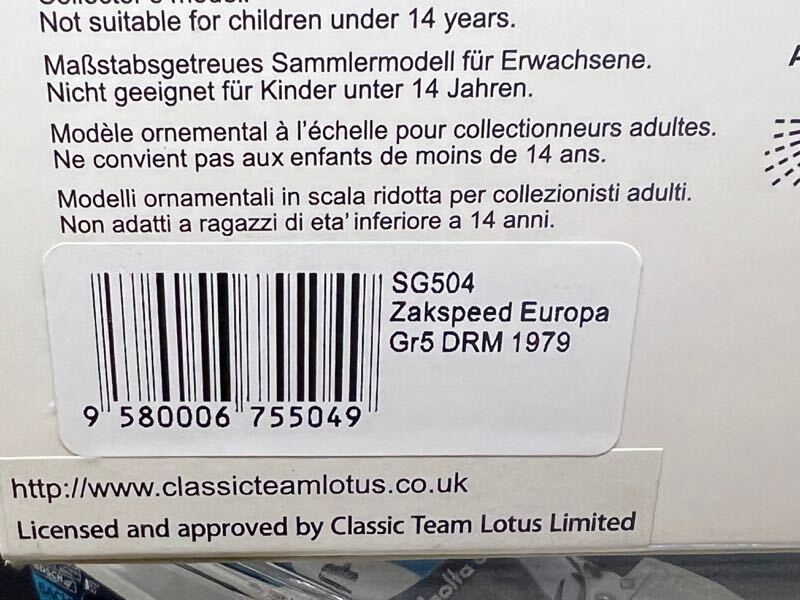 Not suitable for children under 14 years.
Maßstabsgetreues Sammlermodell für Erwachsene.
Nicht geeignet für Kinder unter 14 Jahren.
Modèle ornemental à l'échelle pour collectionneurs adultes.
Ne convient pas aux enfants de moins de 14 ans.
Modelli ornamentali in scala ridotta per collezionisti adulti.
Non adatti a ragazzi di eta' inferiore a 14 anni.
SG504
Zakspeed Europa
Gr5 DRM 1979
9 580006 755049
http://www.classicteamlotus.co.uk
Licensed and approved by Classic Team Lotus Limited
BOSCH